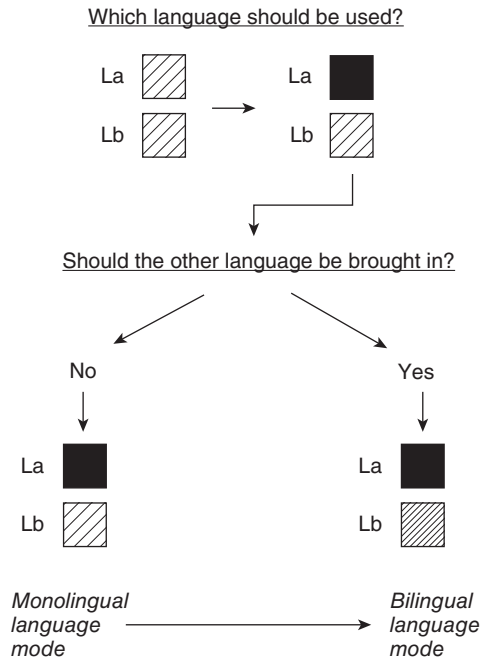 Which language should be used?
La La
Lb Lb
Should the other language be brought in?
No Yes
La La
Lb Lb
Monolingual
language
mode
Bilingual
language
mode